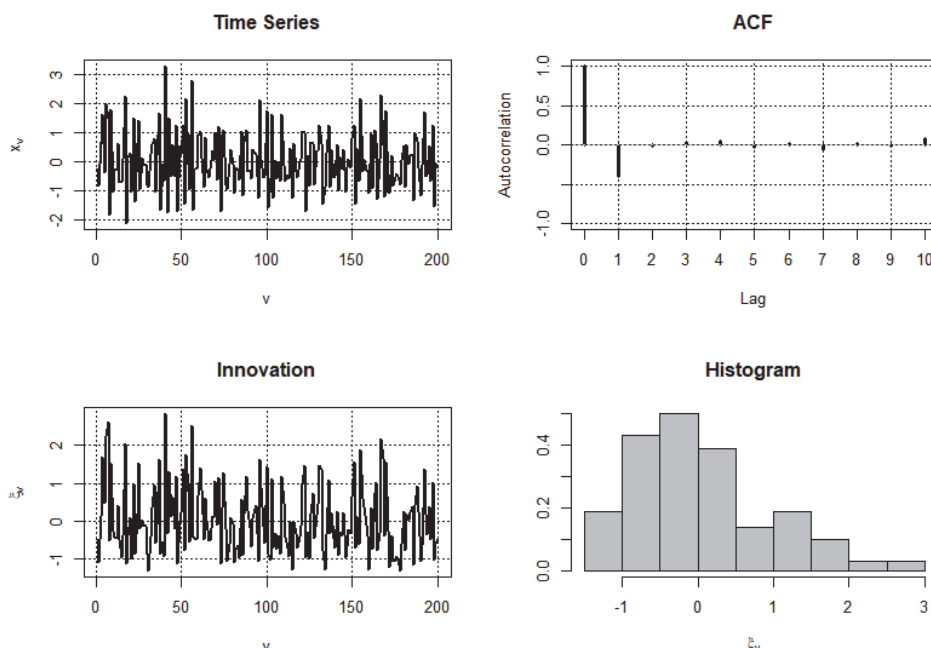 Time Series
x_v
3
2
1
0
-1
-2
0 50 100 150 200
v
ACF
Autocorrelation
1.0
0.5
0.0
-1.0
0 1 2 3 4 5 6 7 8 9 10
Lag
Innovation
ξ_v
2
1
0
-1
0 50 100 150 200
v
Histogram
0.4
0.2
0.0
-1 0 1 2 3
ξ_v